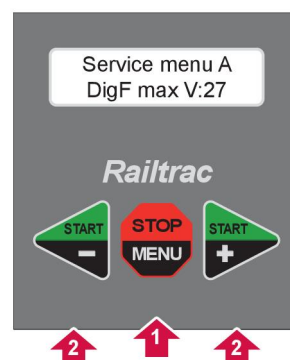 Service menu A
DigF max V:27
Railtrac
START
-
STOP
MENU
START
+
2
1
2